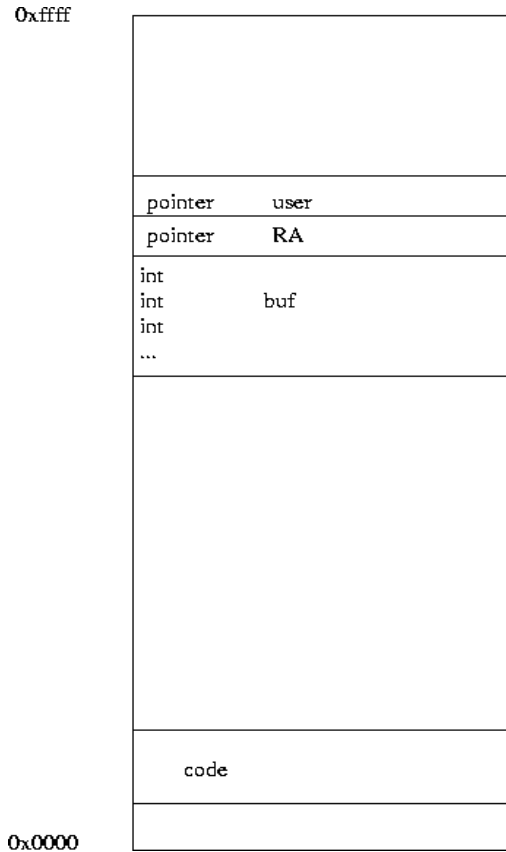 0xffff
pointer user
pointer RA
int
int buf
int
...
code
0x0000